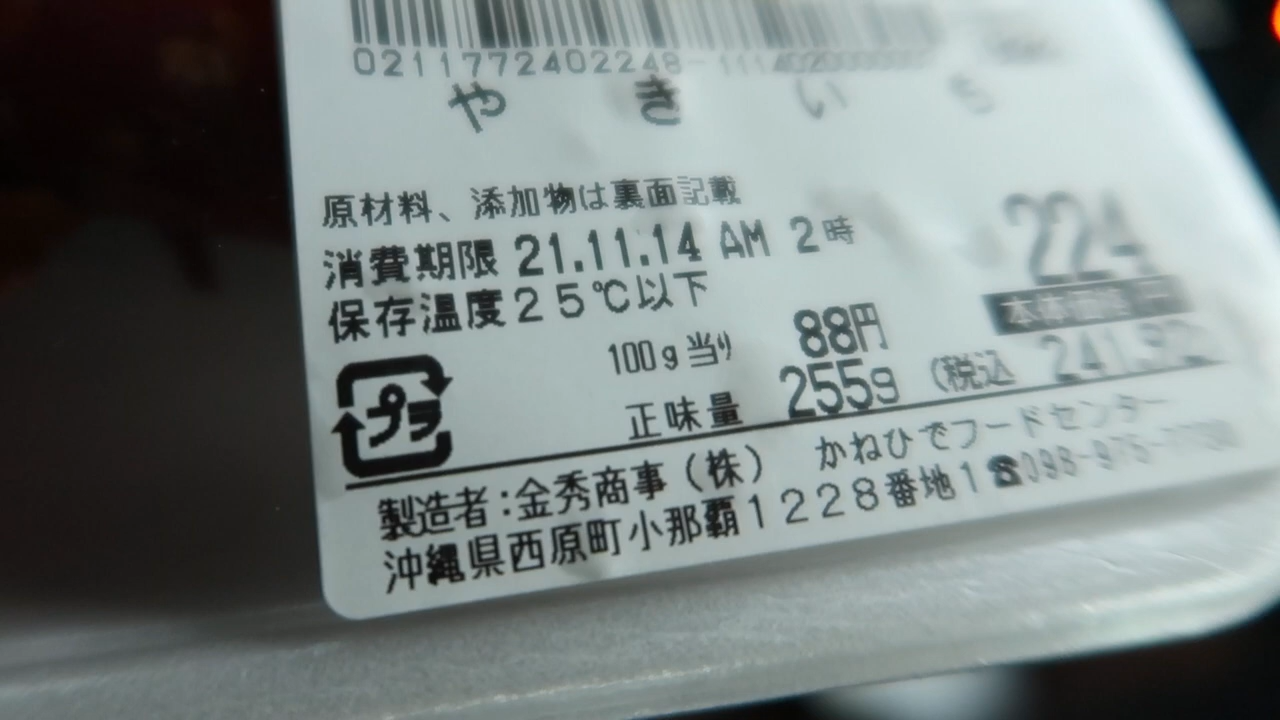 0211772402248-111
やきいち
原材料、添加物は裏面記載
消費期限 21.11.14 AM 2時
保存温度25℃以下
224
本体価格
100g当り 88円
正味量 255g (税込 241.92
プラ
製造者:金秀商事(株) かねひでフードセンター
沖縄県西原町小那覇1228番地1☎098-975-